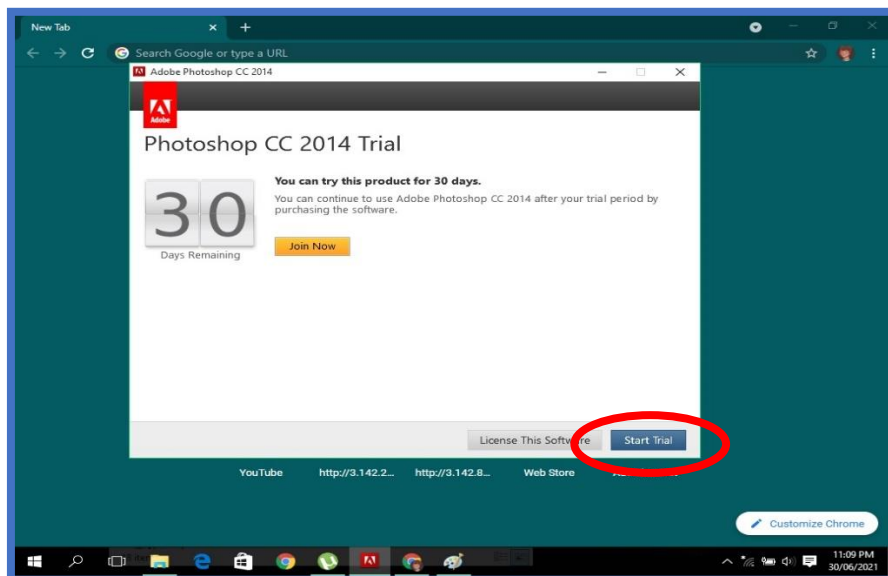 New Tab
Search Google or type a URL
Adobe Photoshop CC 2014
Adobe
Photoshop CC 2014 Trial
30
Days Remaining
You can try this product for 30 days.
You can continue to use Adobe Photoshop CC 2014 after your trial period by
purchasing the software.
Join Now
License This Software
Start Trial
YouTube
http://3.142.2...
http://3.142.8...
Web Store
Customize Chrome
11:09 PM
30/06/2021